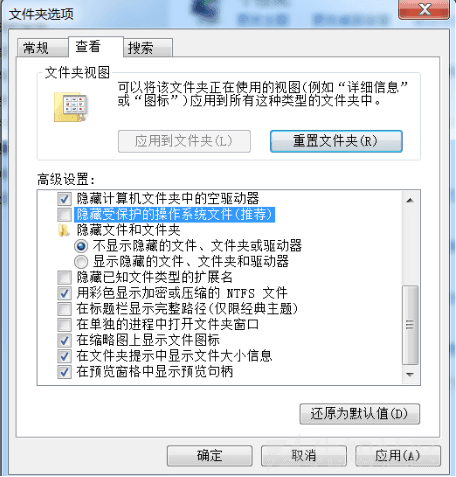 文件夹选项
常规
查看
搜索
文件夹视图
可以将该文件夹正在使用的视图(例如“详细信息”
或“图标”)应用到所有这种类型的文件夹中。
应用到文件夹(L)
重置文件夹(R)
高级设置:
隐藏计算机文件夹中的空驱动器
隐藏受保护的操作系统文件(推荐)
隐藏文件和文件夹
不显示隐藏的文件、文件夹或驱动器
显示隐藏的文件、文件夹和驱动器
隐藏已知文件类型的扩展名
用彩色显示加密或压缩的 NTFS 文件
在标题栏显示完整路径(仅限经典主题)
在单独的进程中打开文件夹窗口
在缩略图上显示文件图标
在文件夹提示中显示文件大小信息
在预览窗格中显示预览句柄
还原为默认值(D)
确定
取消
应用(A)